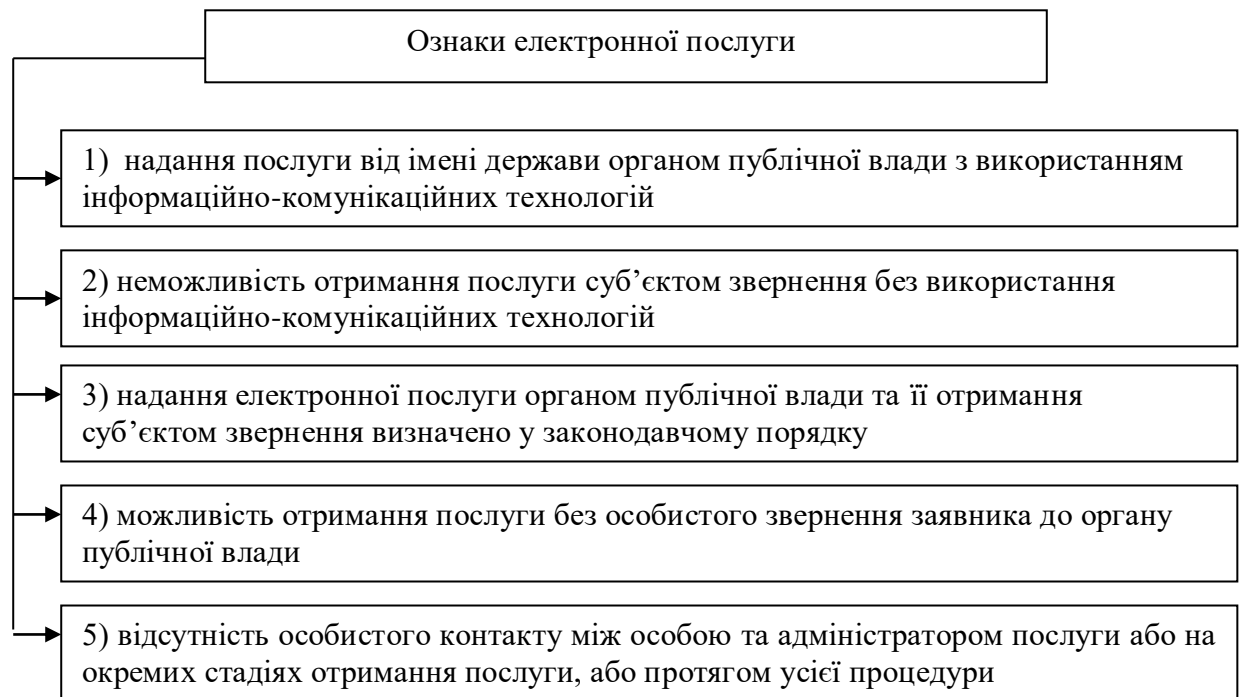 Ознаки електронної послуги
1) надання послуги від імені держави органом публічної влади з використанням
інформаційно-комунікаційних технологій
2) неможливість отримання послуги суб’єктом звернення без використання
інформаційно-комунікаційних технологій
3) надання електронної послуги органом публічної влади та її отримання
суб’єктом звернення визначено у законодавчому порядку
4) можливість отримання послуги без особистого звернення заявника до органу
публічної влади
5) відсутність особистого контакту між особою та адміністратором послуги або на
окремих стадіях отримання послуги, або протягом усієї процедури